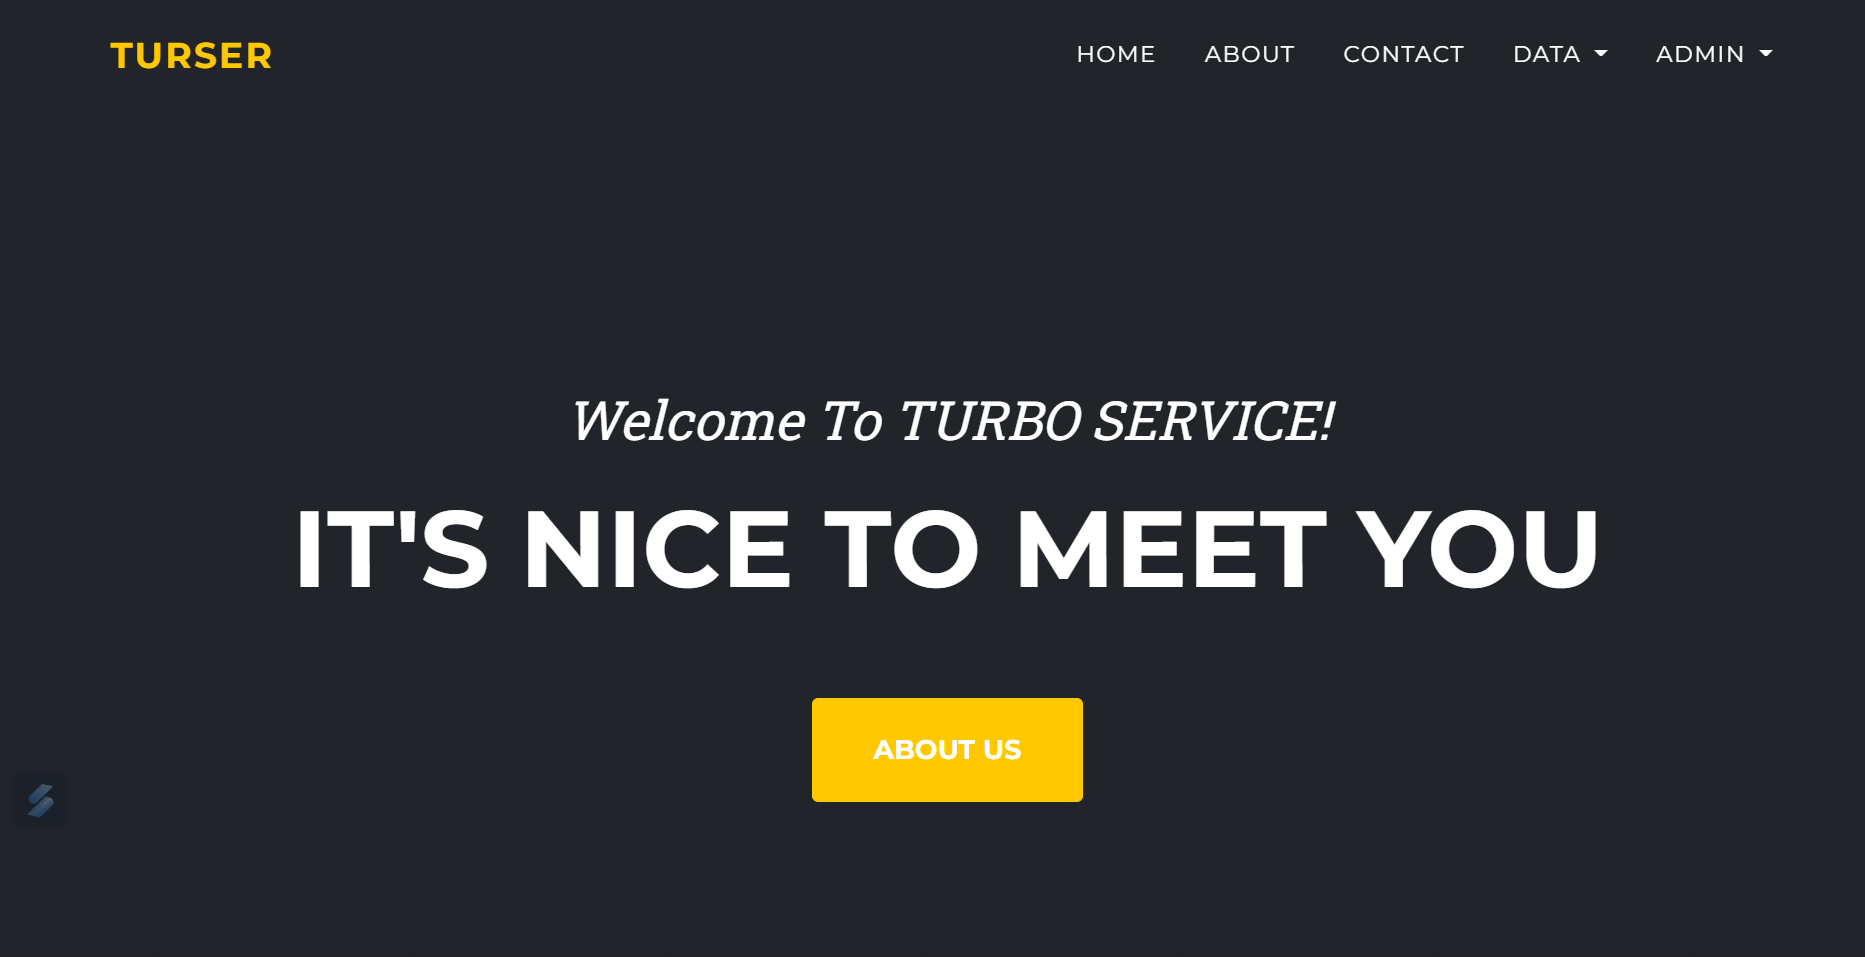 TURSER
HOME ABOUT CONTACT DATA ADMIN
Welcome To TURBO SERVICE!
IT'S NICE TO MEET YOU
ABOUT US